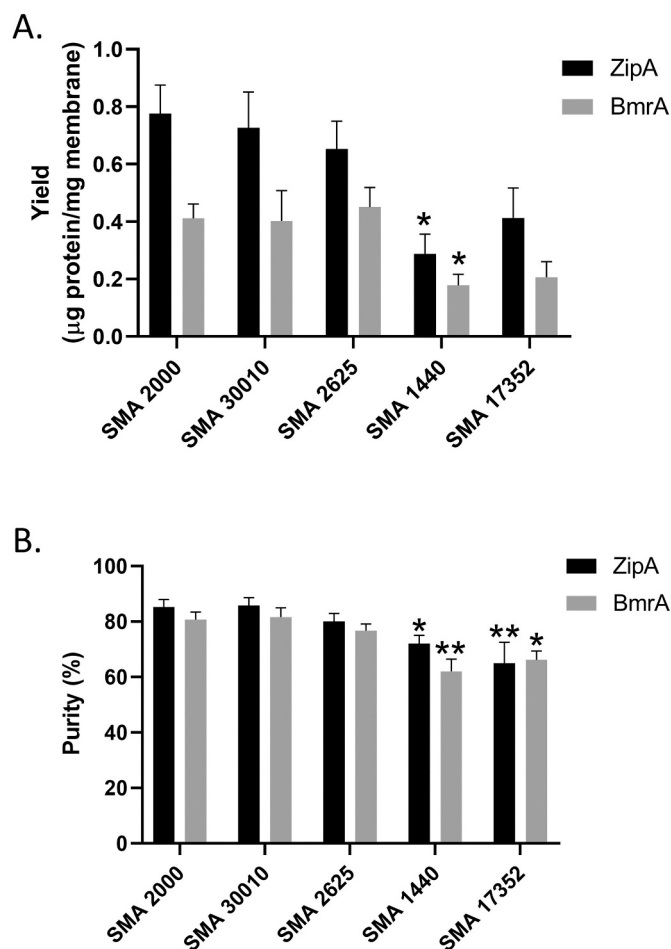 A.
ZipA
BmrA
Yield
(µg protein/mg membrane)
1.0
0.8
0.6
0.4
0.2
0.0
*
*
SMA 2000
SMA 30010
SMA 2625
SMA 1440
SMA 17352
B.
ZipA
BmrA
Purity (%)
100
80
60
40
20
0
*
**
**
*
SMA 2000
SMA 30010
SMA 2625
SMA 1440
SMA 17352